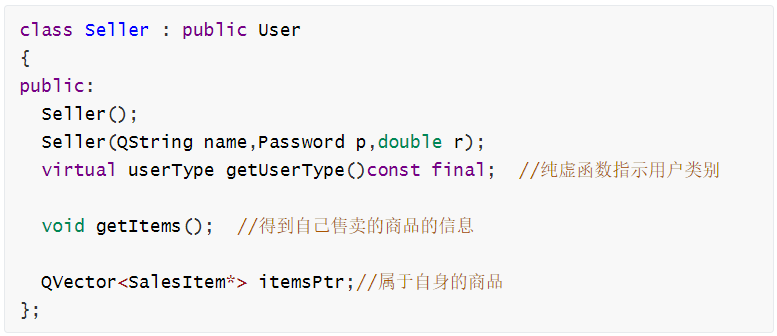 class Seller : public User
{
public:
  Seller();
  Seller(QString name,Password p,double r);
  virtual userType getUserType()const final;  //纯虚函数指示用户类别
  void getItems();  //得到自己售卖的商品的信息
  QVector<SalesItem*> itemsPtr;//属于自身的商品
};